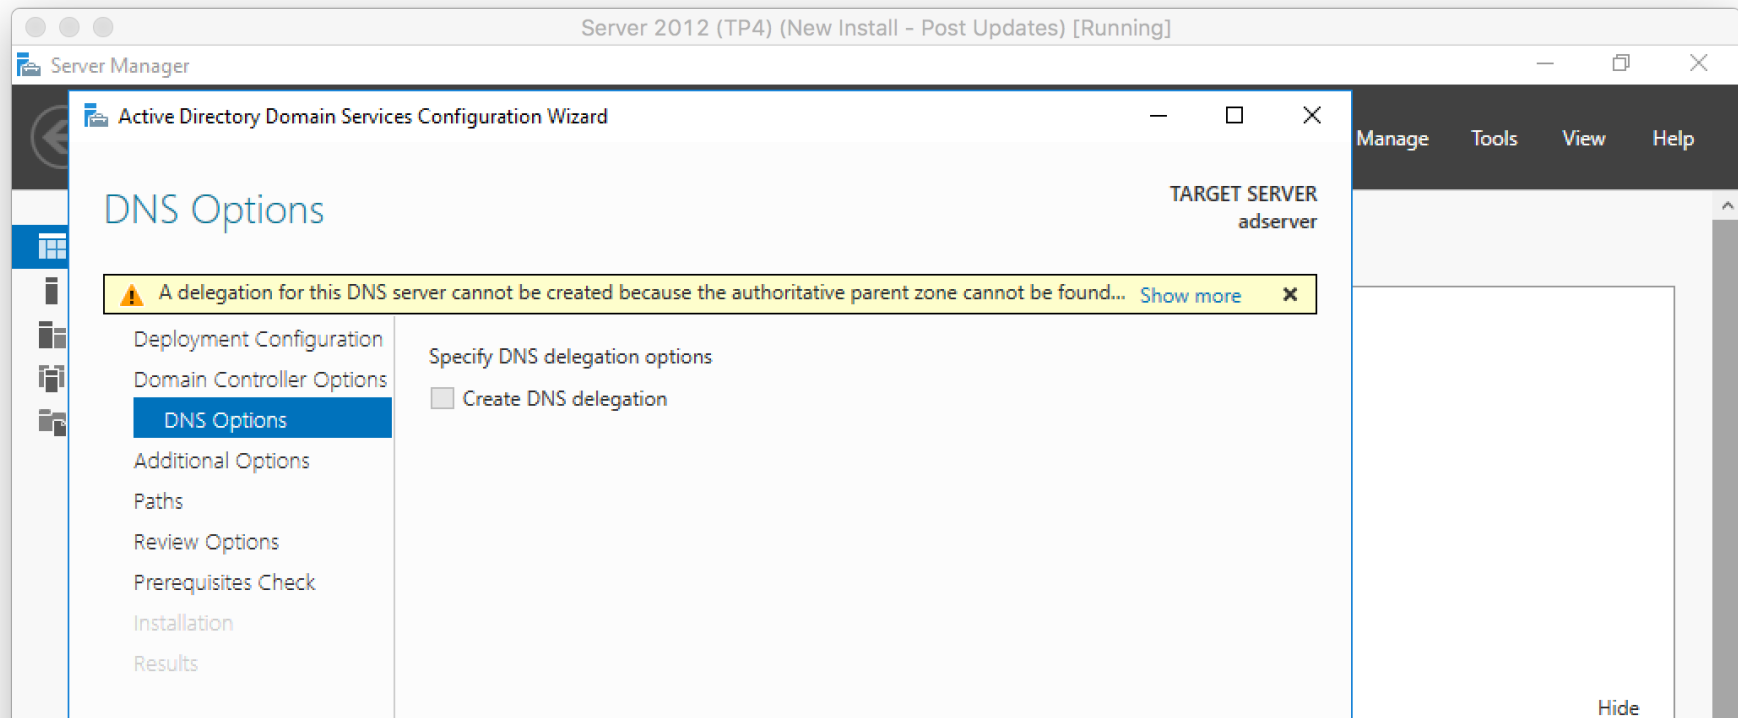 Server 2012 (TP4) (New Install - Post Updates) [Running]
Server Manager
Active Directory Domain Services Configuration Wizard
Manage Tools View Help
DNS Options
TARGET SERVER
adserver
A delegation for this DNS server cannot be created because the authoritative parent zone cannot be found... Show more
Deployment Configuration
Domain Controller Options
DNS Options
Additional Options
Paths
Review Options
Prerequisites Check
Installation
Results
Specify DNS delegation options
Create DNS delegation
Hide